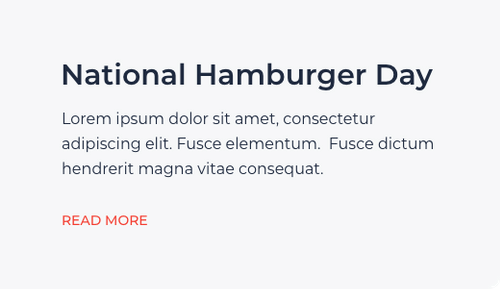 National Hamburger Day
Lorem ipsum dolor sit amet, consectetur
adipiscing elit. Fusce elementum.  Fusce dictum
hendrerit magna vitae consequat.
READ MORE